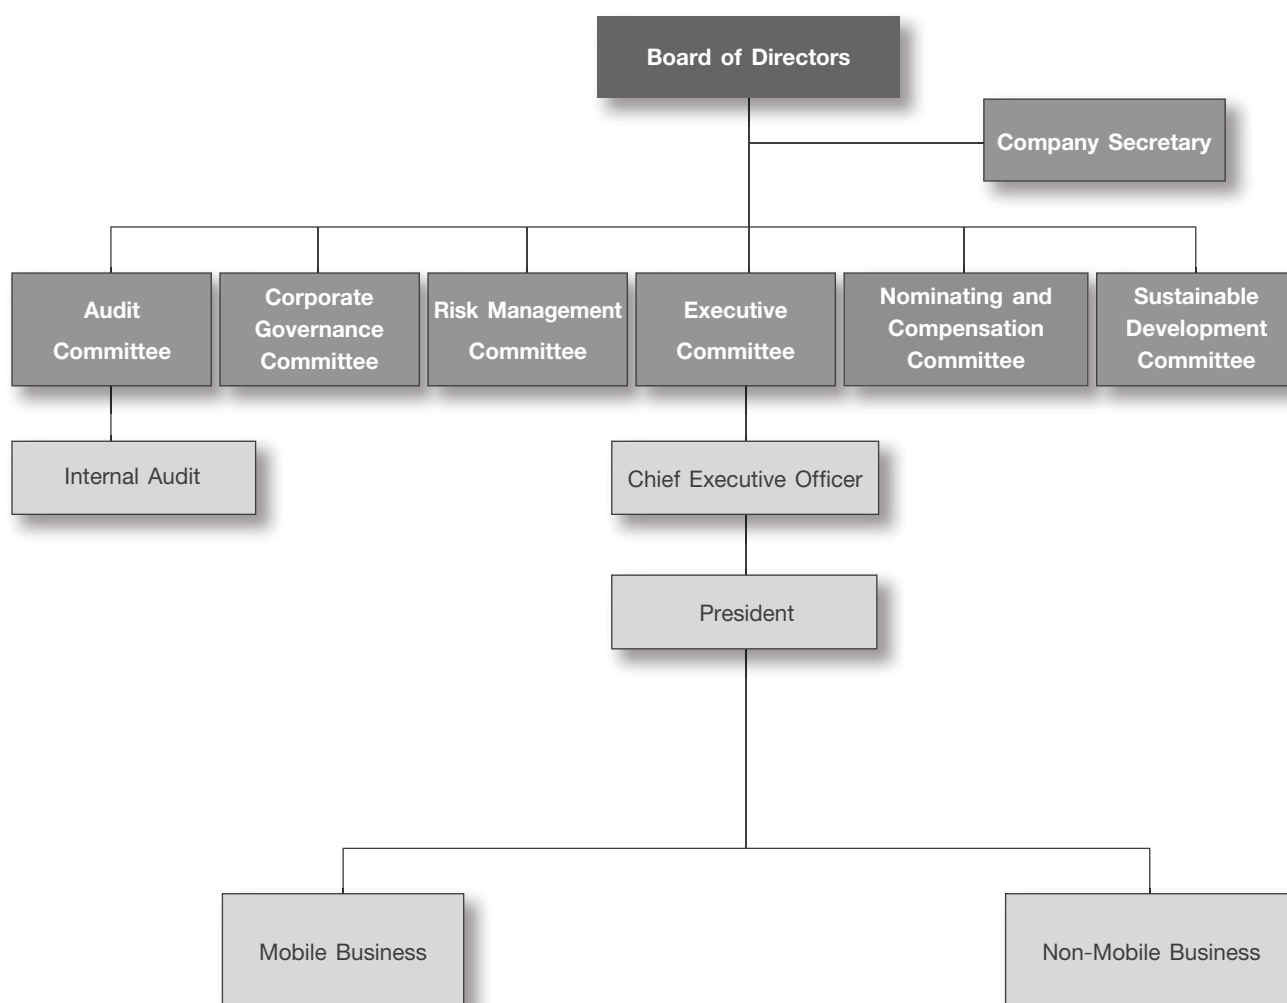 Board of Directors
Company Secretary
Audit
Committee
Corporate
Governance
Committee
Risk Management
Committee
Executive
Committee
Nominating and
Compensation
Committee
Sustainable
Development
Committee
Internal Audit
Chief Executive Officer
President
Mobile Business
Non-Mobile Business